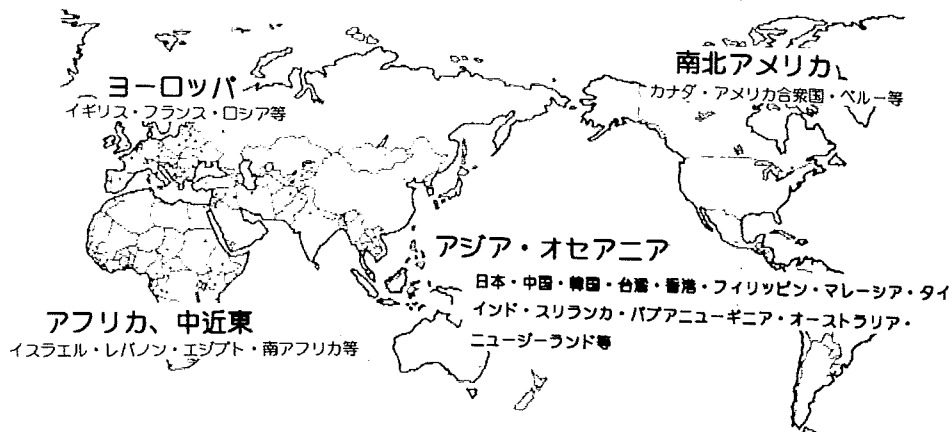 ヨーロッパ
イギリス・フランス・ロシア等
南北アメリカ
カナダ・アメリカ合衆国・ペルー等
アジア・オセアニア
日本・中国・韓国・台湾・香港・フィリッピン・マレーシア・タイ
インド・スリランカ・パプアニューギニア・オーストラリア・
ニュージーランド等
アフリカ、中近東
イスラエル・レバノン・エジプト・南アフリカ等